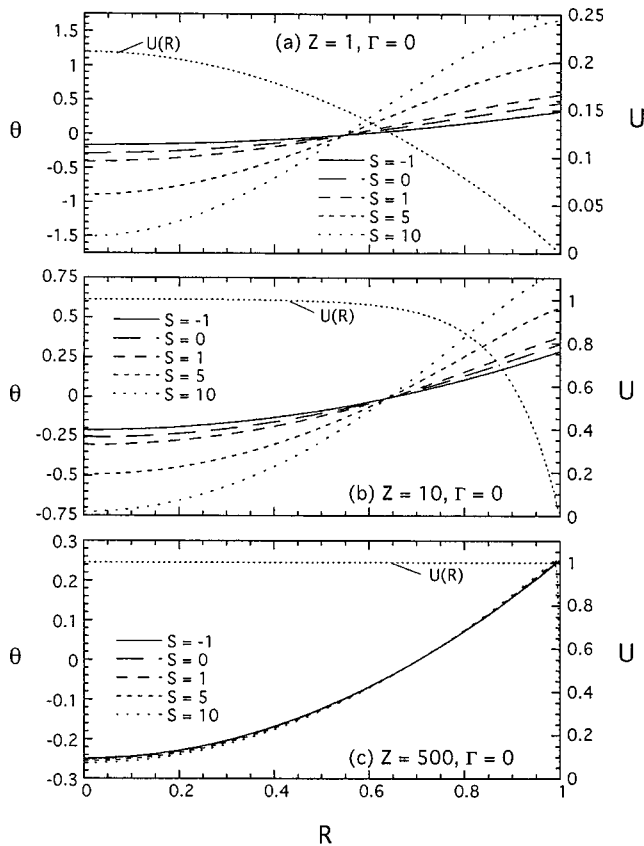 1.5
1
0.5
0
-0.5
-1
-1.5
θ
U(R)
(a) Z = 1, Γ = 0
S = -1
S = 0
S = 1
S = 5
S = 10
0.25
0.2
0.15
0.1
0.05
0
U
0.75
0.5
0.25
0
-0.25
-0.5
-0.75
θ
U(R)
S = -1
S = 0
S = 1
S = 5
S = 10
(b) Z = 10, Γ = 0
1
0.8
0.6
0.4
0.2
0
U
0.3
0.2
0.1
0
-0.1
-0.2
-0.3
θ
U(R)
S = -1
S = 0
S = 1
S = 5
S = 10
(c) Z = 500, Γ = 0
1
0.8
0.6
0.4
0.2
0
U
0 0.2 0.4 0.6 0.8 1
R